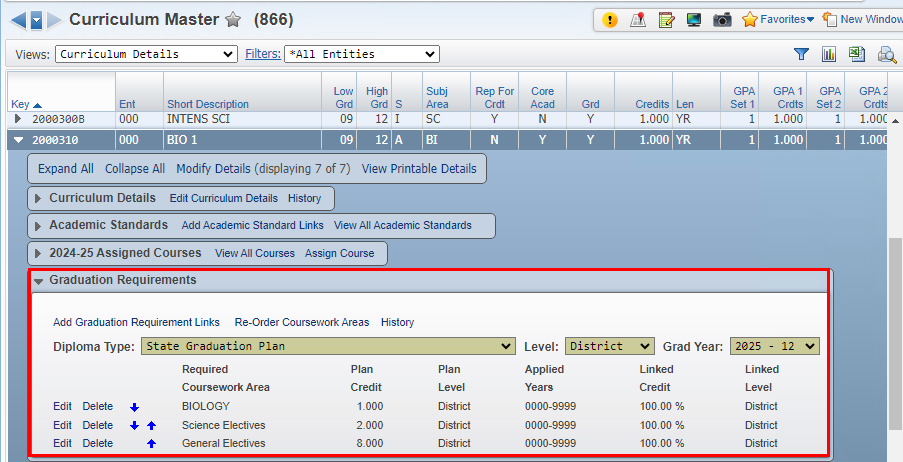 Curriculum Master (866)
Favorites New Window
Views: Curriculum Details Filters: *All Entities
Low High Subj Rep For Core GPA GPA 1 GPA GPA 2
Key Ent Short Description Grd Grd S Area Crdt Acad Grd Credits Len Set 1 Crdts Set 2 Crdts
2000300B 000 INTENS SCI 09 12 I SC Y N Y 1.000 YR 1 1.000 1 1.000
2000310 000 BIO 1 09 12 A BI N Y Y 1.000 YR 1 1.000 1 1.000
Expand All Collapse All Modify Details (displaying 7 of 7) View Printable Details
Curriculum Details Edit Curriculum Details History
Academic Standards Add Academic Standard Links View All Academic Standards
2024-25 Assigned Courses View All Courses Assign Course
Graduation Requirements
Add Graduation Requirement Links Re-Order Coursework Areas History
Diploma Type: State Graduation Plan Level: District Grad Year: 2025 - 12
Required Plan Plan Applied Linked Linked
Coursework Area Credit Level Years Credit Level
Edit Delete BIOLOGY 1.000 District 0000-9999 100.00 % District
Edit Delete Science Electives 2.000 District 0000-9999 100.00 % District
Edit Delete General Electives 8.000 District 0000-9999 100.00 % District